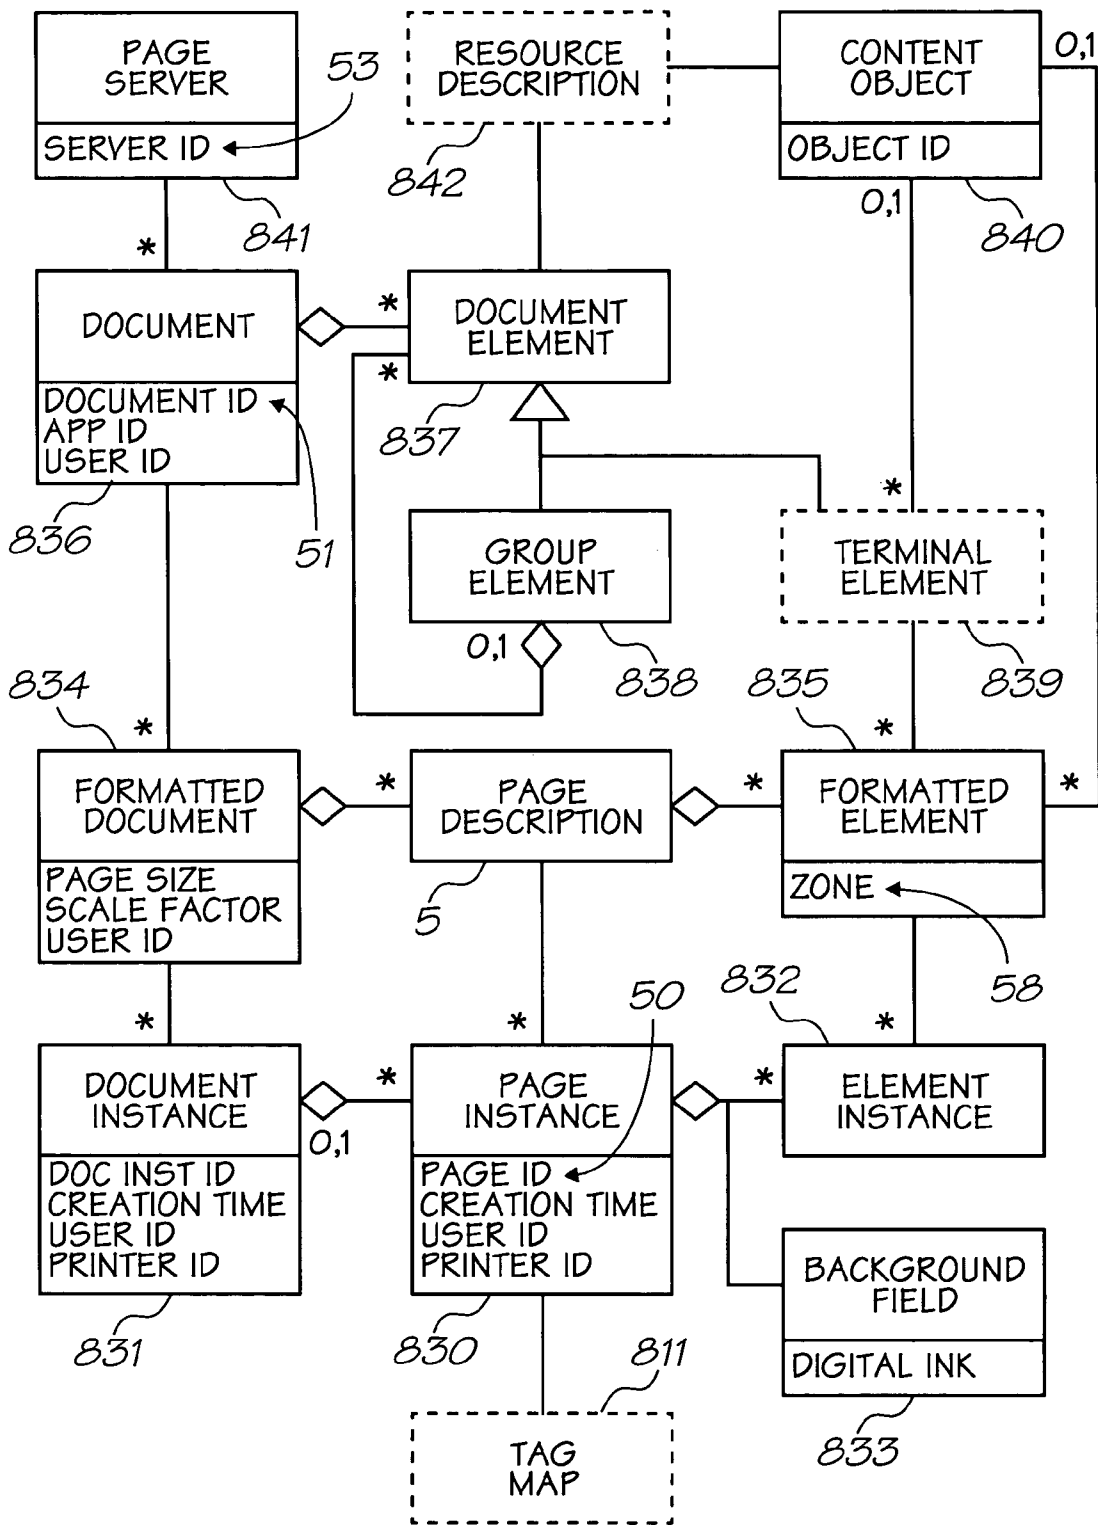 PAGE
SERVER
SERVER ID
53
841
*
RESOURCE
DESCRIPTION
842
CONTENT
OBJECT
OBJECT ID
0,1
0,1
840
DOCUMENT
DOCUMENT ID
APP ID
USER ID
836
51
*
*
DOCUMENT
ELEMENT
837
GROUP
ELEMENT
0,1
838
*
TERMINAL
ELEMENT
839
834
*
FORMATTED
DOCUMENT
PAGE SIZE
SCALE FACTOR
USER ID
*
PAGE
DESCRIPTION
5
835
*
*
*
FORMATTED
ELEMENT
ZONE
58
*
DOCUMENT
INSTANCE
0,1
DOC INST ID
CREATION TIME
USER ID
PRINTER ID
831
*
*
50
PAGE
INSTANCE
PAGE ID
CREATION TIME
USER ID
PRINTER ID
830
832
*
*
ELEMENT
INSTANCE
BACKGROUND
FIELD
DIGITAL INK
833
811
TAG
MAP